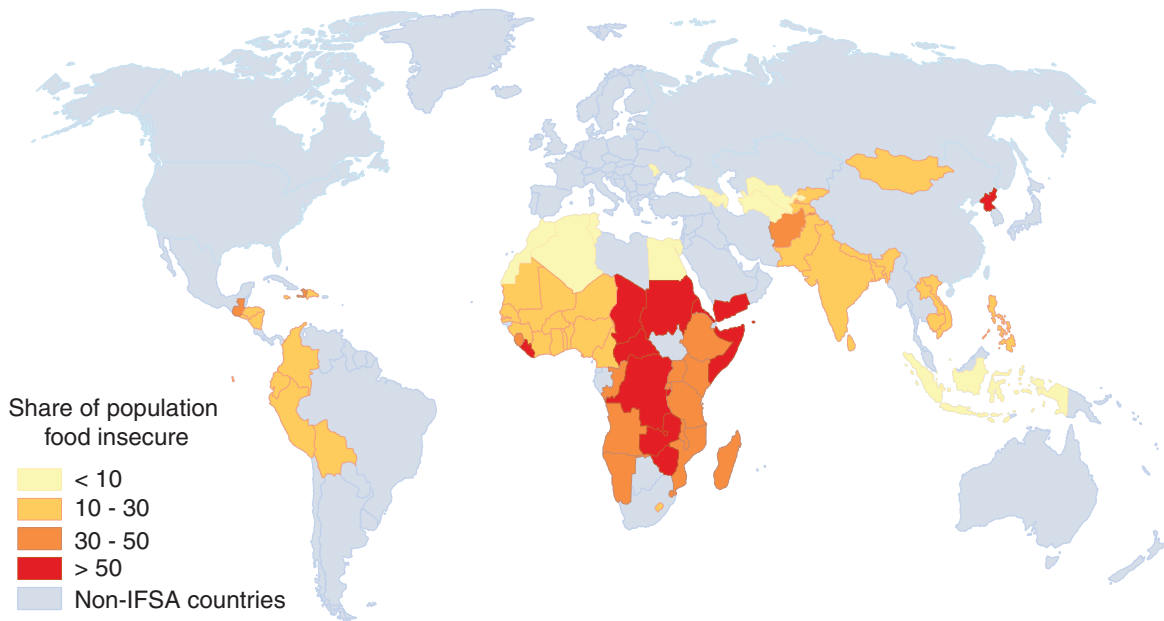 Share of population
food insecure
< 10
10 - 30
30 - 50
> 50
Non-IFSA countries